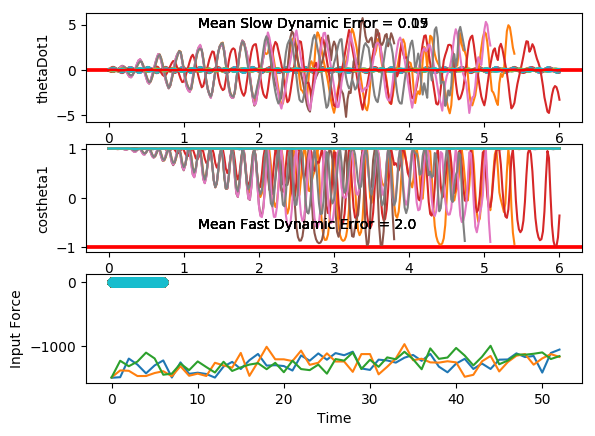 5
Mean Slow Dynamic Error =
thetaDot1
0
−5
0 1 2 3 4 5 6
1
costheta1
0
Mean Fast Dynamic Error = 2.0
−1
0 1 2 3 4 5 6
0
Input Force
−1000
0 10 20 30 40 50
Time